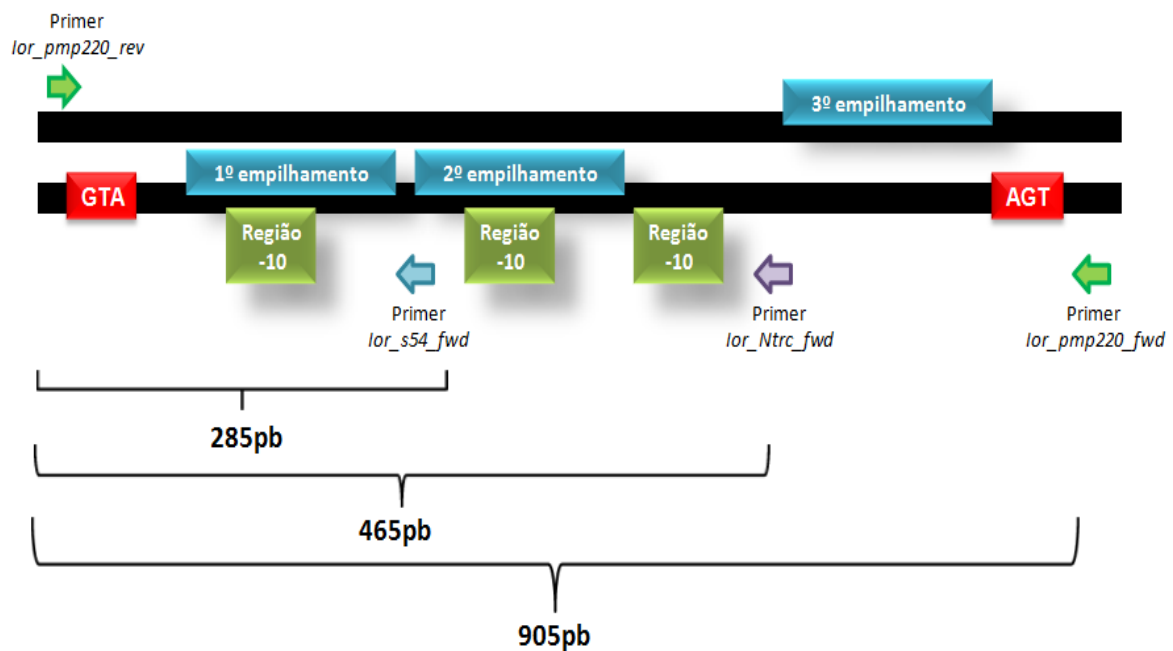 Primer
lor_pmp220_rev
3º empilhamento
1º empilhamento
2º empilhamento
GTA
AGT
Região
-10
Região
-10
Região
-10
Primer
lor_s54_fwd
Primer
lor_Ntrc_fwd
Primer
lor_pmp220_fwd
285pb
465pb
905pb